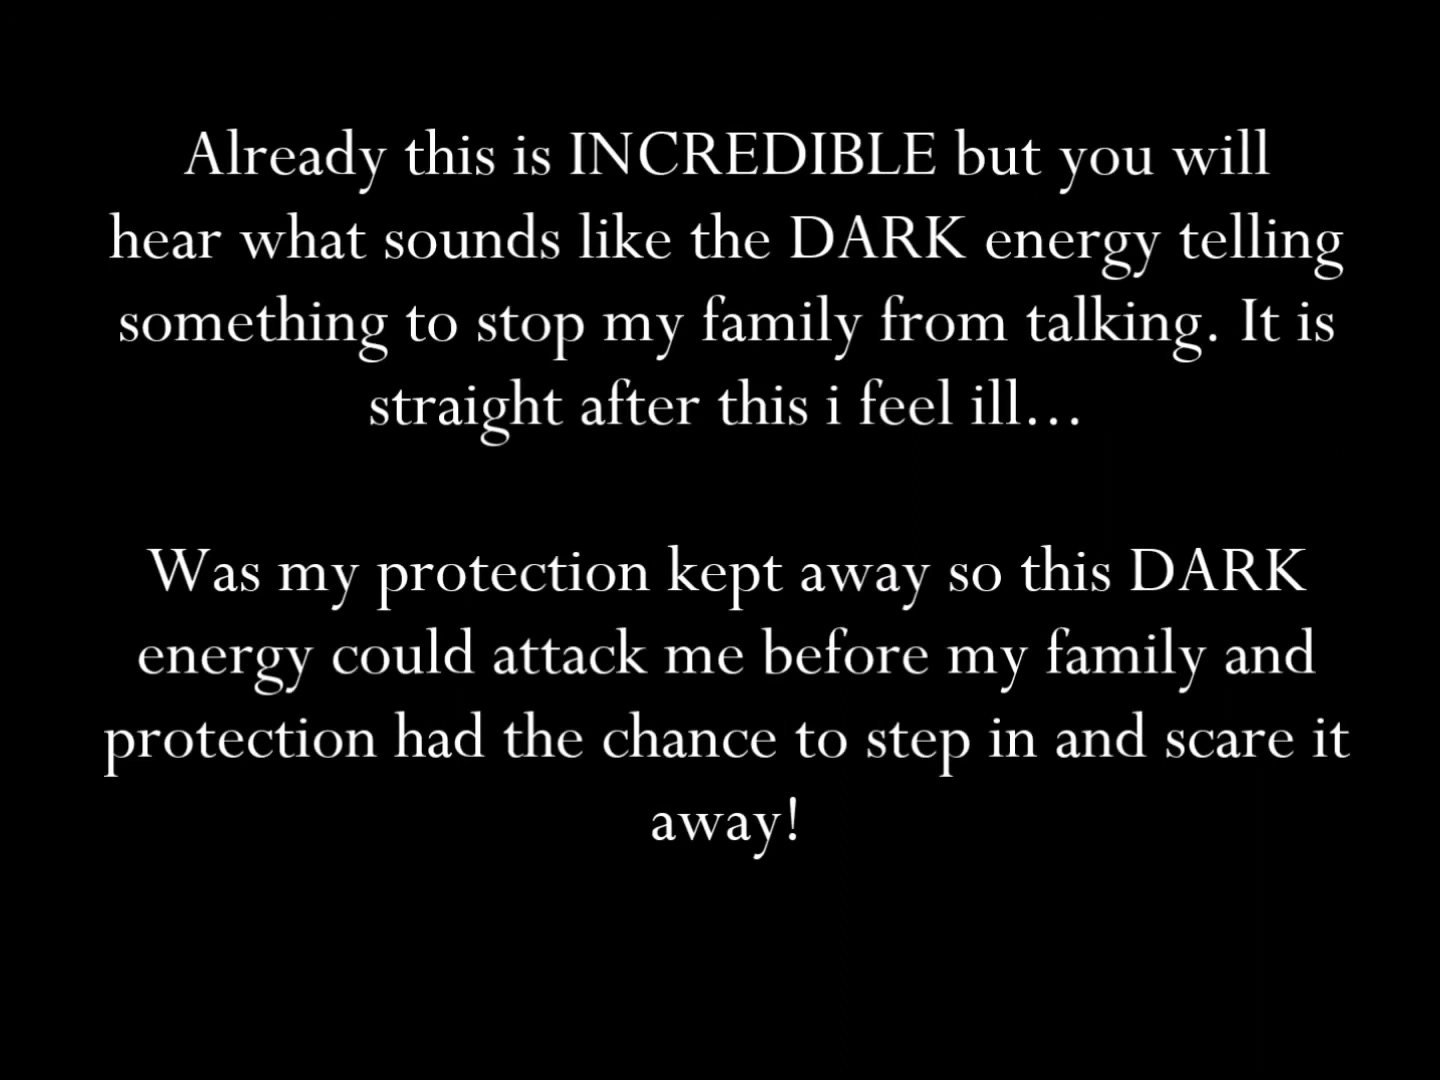 Already this is INCREDIBLE but you will
hear what sounds like the DARK energy telling
something to stop my family from talking. It is
straight after this i feel ill...
Was my protection kept away so this DARK
energy could attack me before my family and
protection had the chance to step in and scare it
away!